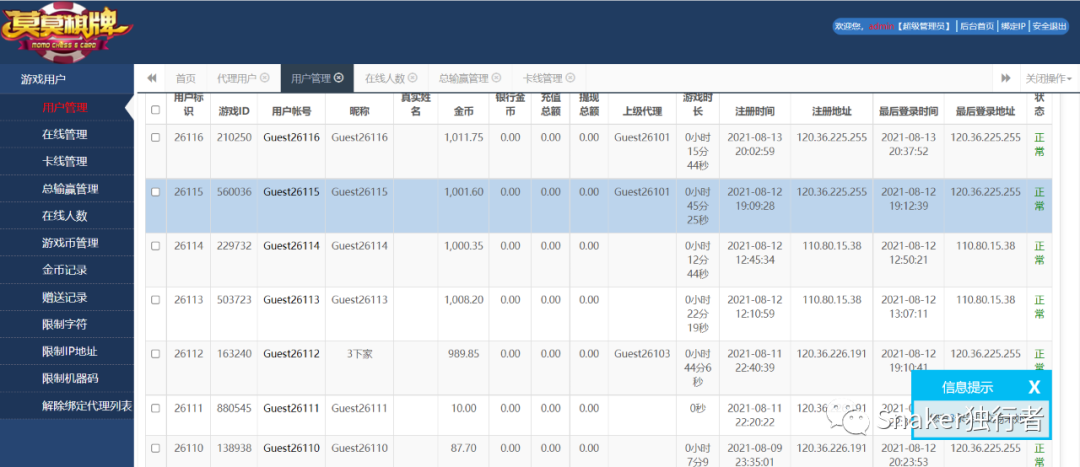 莫莫棋牌
MOMO CHESS & CARD
欢迎您，admin【超级管理员】 | 后台首页 | 绑定IP | 安全退出
游戏用户
用户管理
在线管理
卡线管理
总输赢管理
在线人数
游戏币管理
金币记录
赠送记录
限制字符
限制IP地址
限制机器码
解除绑定代理列表
首页 代理用户 用户管理 在线人数 总输赢管理 卡线管理 关闭操作
用户标识 游戏ID 用户帐号 昵称 真实姓名 金币 银行金币 充值总额 提现总额 上级代理 游戏时长 注册时间 注册地址 最后登录时间 最后登录地址 状态
26116 210250 Guest26116 Guest26116 1,011.75 0.00 0.00 0.00 Guest26101 0小时15分44秒 2021-08-13 20:02:59 120.36.225.255 2021-08-13 20:37:52 120.36.225.255 正常
26115 560036 Guest26115 Guest26115 1,001.60 0.00 0.00 0.00 Guest26101 0小时45分25秒 2021-08-12 19:09:28 120.36.225.255 2021-08-12 19:12:39 120.36.225.255 正常
26114 229732 Guest26114 Guest26114 1,000.35 0.00 0.00 0.00 0小时12分44秒 2021-08-12 12:45:34 110.80.15.38 2021-08-12 12:50:21 110.80.15.38 正常
26113 503723 Guest26113 Guest26113 1,008.20 0.00 0.00 0.00 0小时22分19秒 2021-08-12 12:10:59 110.80.15.38 2021-08-12 13:07:11 110.80.15.38 正常
26112 163240 Guest26112 3下家 989.85 0.00 0.00 0.00 Guest26103 0小时44分6秒 2021-08-11 22:40:39 120.36.226.191 2021-08-12 19:10:41 120.36.225.255 正常
26111 880545 Guest26111 Guest26111 10.00 0.00 0.00 0.00 0秒 2021-08-11 22:20:22
26110 138938 Guest26110 Guest26110 87.70 0.00 0.00 0.00 0小时7分9 2021-08-09 23:35:01 120.36.226.191 2021-08-12 20:23:53 120.36.225.255 正常
信息提示 X
Snaker独行者